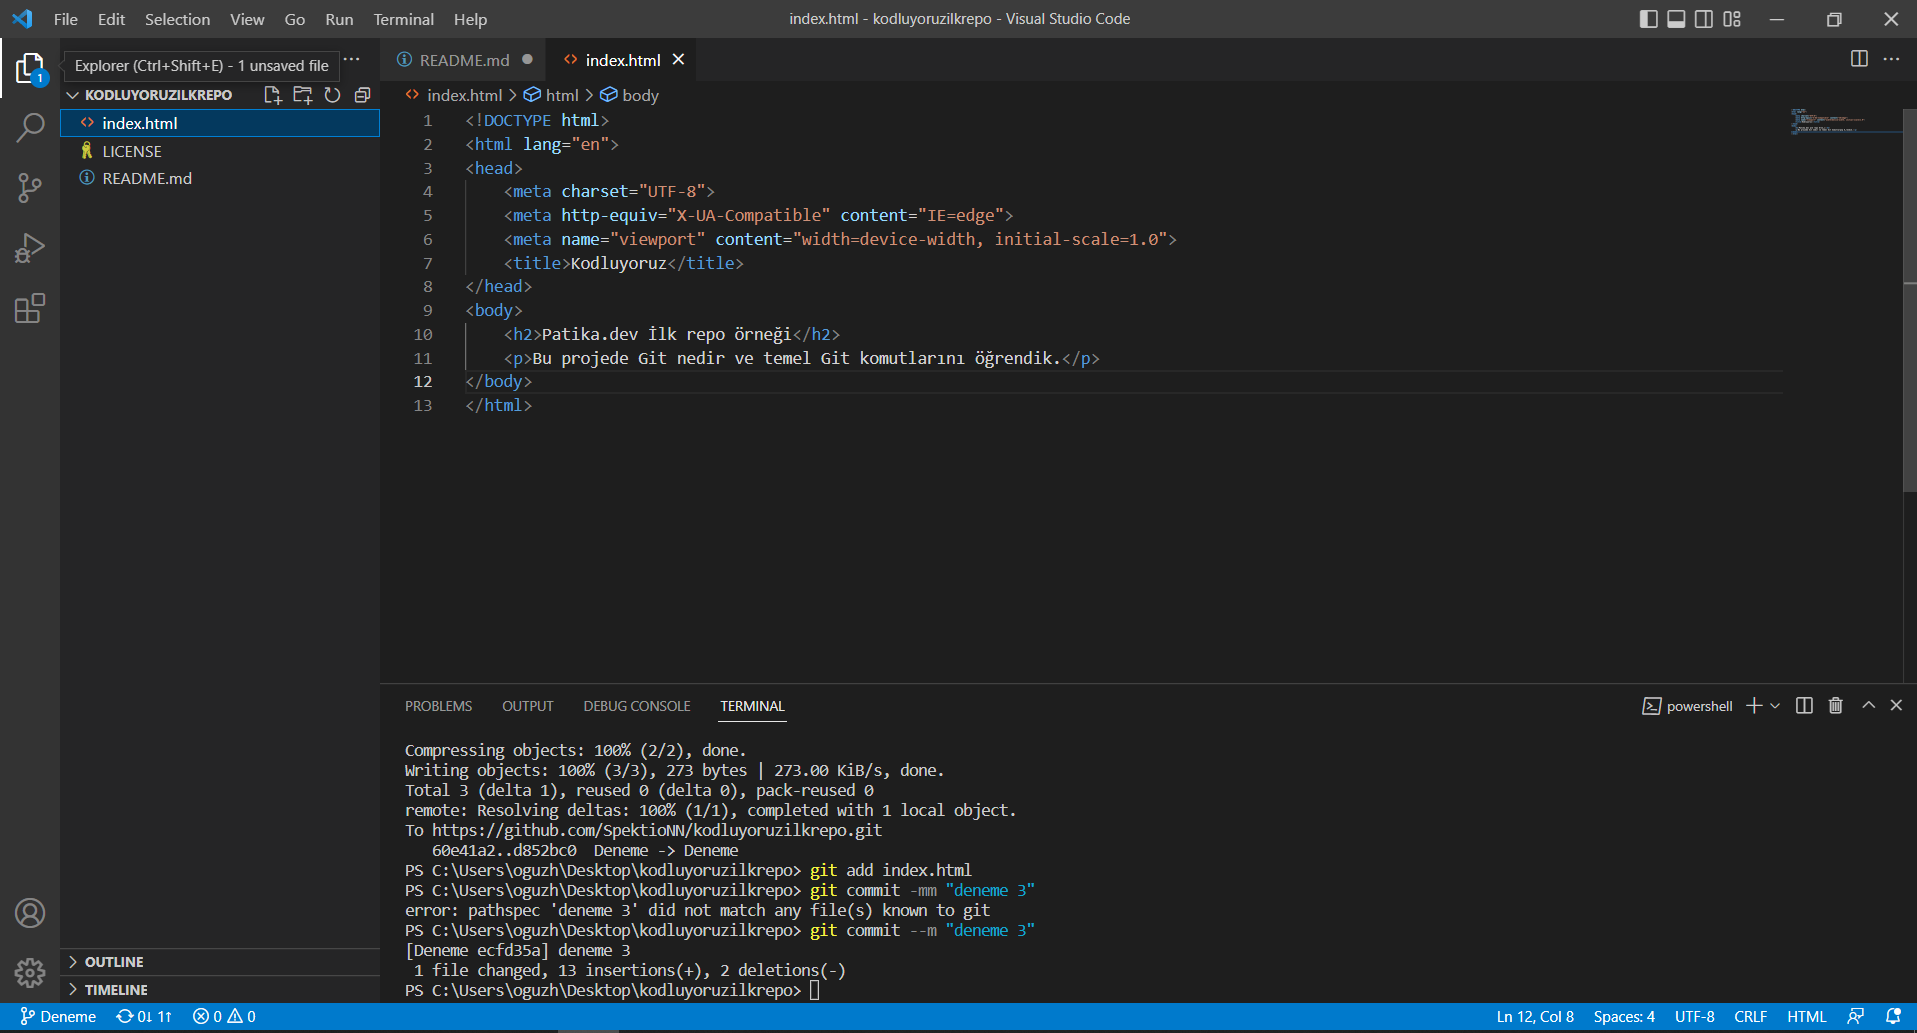 File Edit Selection View Go Run Terminal Help
index.html - kodluyoruzilkrepo - Visual Studio Code
1
Explorer (Ctrl+Shift+E) - 1 unsaved file
KODLUYORUZILKREPO
index.html
LICENSE
README.md
OUTLINE
TIMELINE
README.md
index.html
index.html > html > body
1 <!DOCTYPE html>
2 <html lang="en">
3 <head>
4 <meta charset="UTF-8">
5 <meta http-equiv="X-UA-Compatible" content="IE=edge">
6 <meta name="viewport" content="width=device-width, initial-scale=1.0">
7 <title>Kodluyoruz</title>
8 </head>
9 <body>
10 <h2>Patika.dev İlk repo örneği</h2>
11 <p>Bu projede Git nedir ve temel Git komutlarını öğrendik.</p>
12 </body>
13 </html>
PROBLEMS OUTPUT DEBUG CONSOLE TERMINAL
powershell
Compressing objects: 100% (2/2), done.
Writing objects: 100% (3/3), 273 bytes | 273.00 KiB/s, done.
Total 3 (delta 1), reused 0 (delta 0), pack-reused 0
remote: Resolving deltas: 100% (1/1), completed with 1 local object.
To https://github.com/SpektioNN/kodluyoruzilkrepo.git
60e41a2..d852bc0 Deneme -> Deneme
PS C:\Users\oguzh\Desktop\kodluyoruzilkrepo> git add index.html
PS C:\Users\oguzh\Desktop\kodluyoruzilkrepo> git commit -mm "deneme 3"
error: pathspec 'deneme 3' did not match any file(s) known to git
PS C:\Users\oguzh\Desktop\kodluyoruzilkrepo> git commit --m "deneme 3"
[Deneme ecfd35a] deneme 3
1 file changed, 13 insertions(+), 2 deletions(-)
PS C:\Users\oguzh\Desktop\kodluyoruzilkrepo>
Deneme 0↓ 1↑ 0 0
Ln 12, Col 8 Spaces: 4 UTF-8 CRLF HTML